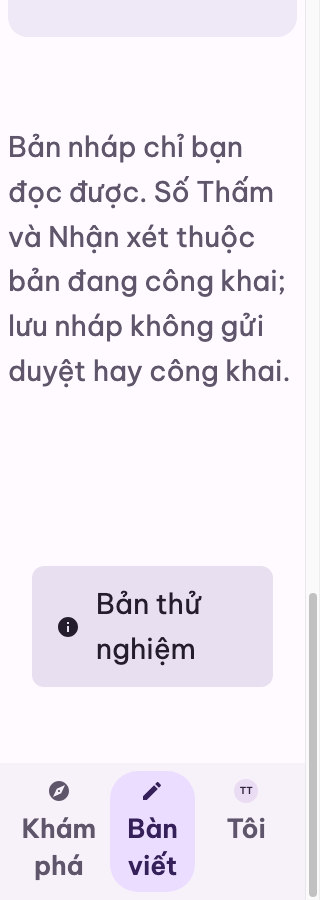 Bản nháp chỉ bạn
đọc được. Số Thấm
và Nhận xét thuộc
bản đang công khai;
lưu nháp không gửi
duyệt hay công khai.
Bản thử
nghiệm
Khám
phá
Bàn
viết
TT
Tôi